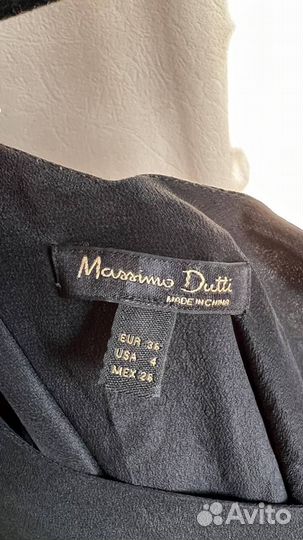 Massimo Dutti
MADE IN CHINA
EUR 36
USA 4
MEX 26
Avito